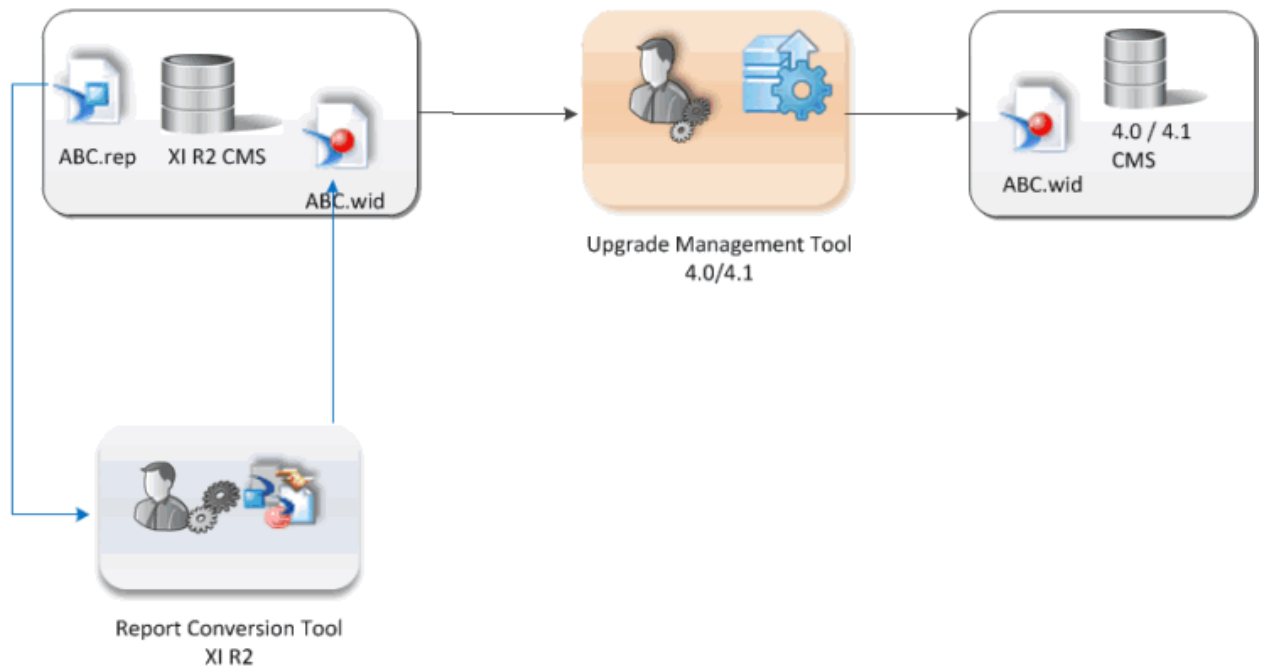 ABC.rep
XI R2 CMS
ABC.wid
Upgrade Management Tool
4.0/4.1
4.0 / 4.1
CMS
ABC.wid
Report Conversion Tool
XI R2